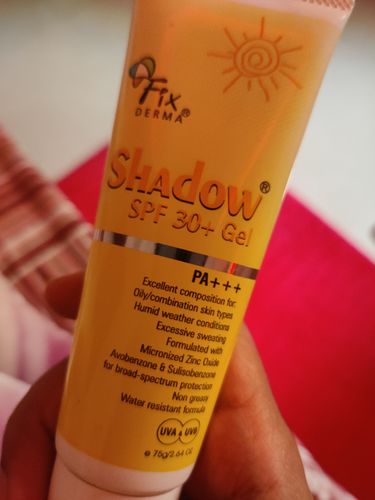 Fix
DERMA®
SHAdow®
SPF 30+ Gel
PA+++
Excellent composition for:
Oily/combination skin types
Humid weather conditions
Excessive sweating
Formulated with
Micronized Zinc Oxide
Avobenzone & Sulisobenzone
for broad-spectrum protection
Non greasy
Water resistant formula
UVA & UVB
e 75g/2.64 Oz